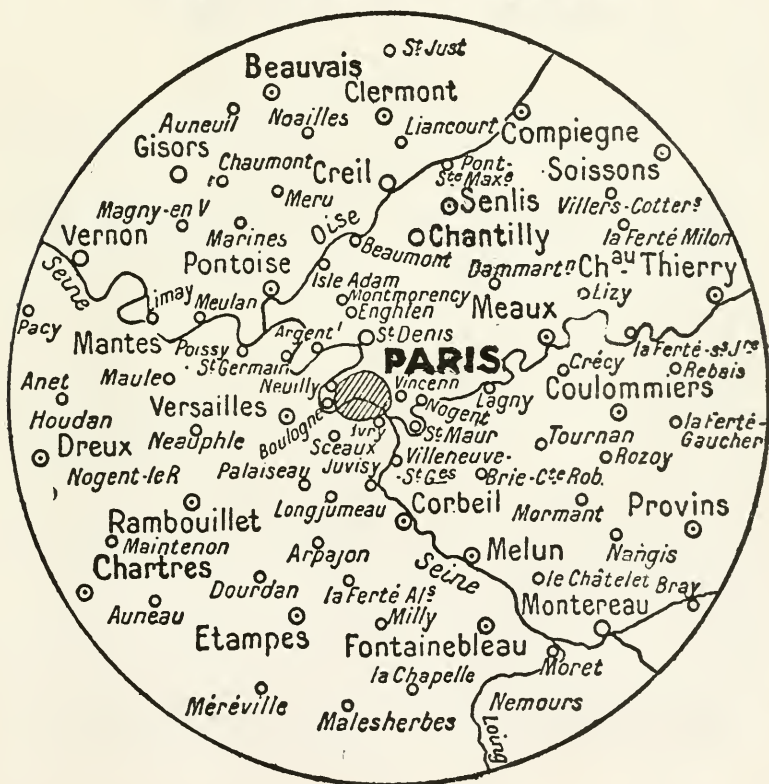 St Just
Beauvais
Clermont
Auneuil
Noailles
Liancourt
Compiegne
Gisors
Chaumont
Creil
Pont-
Ste Maxe
Soissons
Meru
Senlis
Villers-Cotters
Magny-en V
Marines
Oise
Chantilly
la Ferté Milon
Vernon
Beaumont
Seine
Pontoise
Isle Adam
Dammartn
Chau Thierry
Limay
Meulan
Montmorency
Enghien
Meaux
Lizy
Pacy
Mantes
Poissy
Argentl
St Denis
St Germain
PARIS
la Ferté-ss Jre
Crécy
Rebais
Anet
Maule
Neuilly
Vincenn
Lagny
Coulommiers
Houdan
Versailles
Boulogne
Nogent
Dreux
Neauphle
Ivry
St Maur
Tournan
la Ferté-
Gaucher
Sceaux
Villeneuve-
-St Ges
Rozoy
Nogent-le R
Palaiseau
Juvisy
Brie-Cte Rob.
Longjumeau
Corbeil
Mormant
Provins
Rambouillet
Maintenon
Arpajon
Seine
Melun
Nangis
Chartres
Dourdan
la Ferté Als
le Châtelet
Bray
Auneau
Milly
Montereau
Etampes
Fontainebleau
Moret
la Chapelle
Méréville
Malesherbes
Nemours
Loing